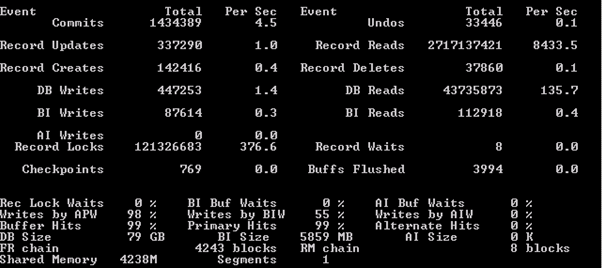 Event Total Per Sec Event Total Per Sec
Commits 1434389 4.5 Undos 33446 0.1
Record Updates 337290 1.0 Record Reads 2717137421 8433.5
Record Creates 142416 0.4 Record Deletes 37860 0.1
DB Writes 447253 1.4 DB Reads 43735873 135.7
BI Writes 87614 0.3 BI Reads 112918 0.4
AI Writes 0 0.0
Record Locks 121326683 376.6 Record Waits 8 0.0
Checkpoints 769 0.0 Buffs Flushed 3994 0.0
Rec Lock Waits 0 % BI Buf Waits 0 % AI Buf Waits 0 %
Writes by APW 98 % Writes by BIW 55 % Writes by AIW 0 %
Buffer Hits 99 % Primary Hits 99 % Alternate Hits 0 %
DB Size 79 GB BI Size 5859 MB AI Size 0 K
FR chain 4243 blocks RM chain 8 blocks
Shared Memory 4238M Segments 1